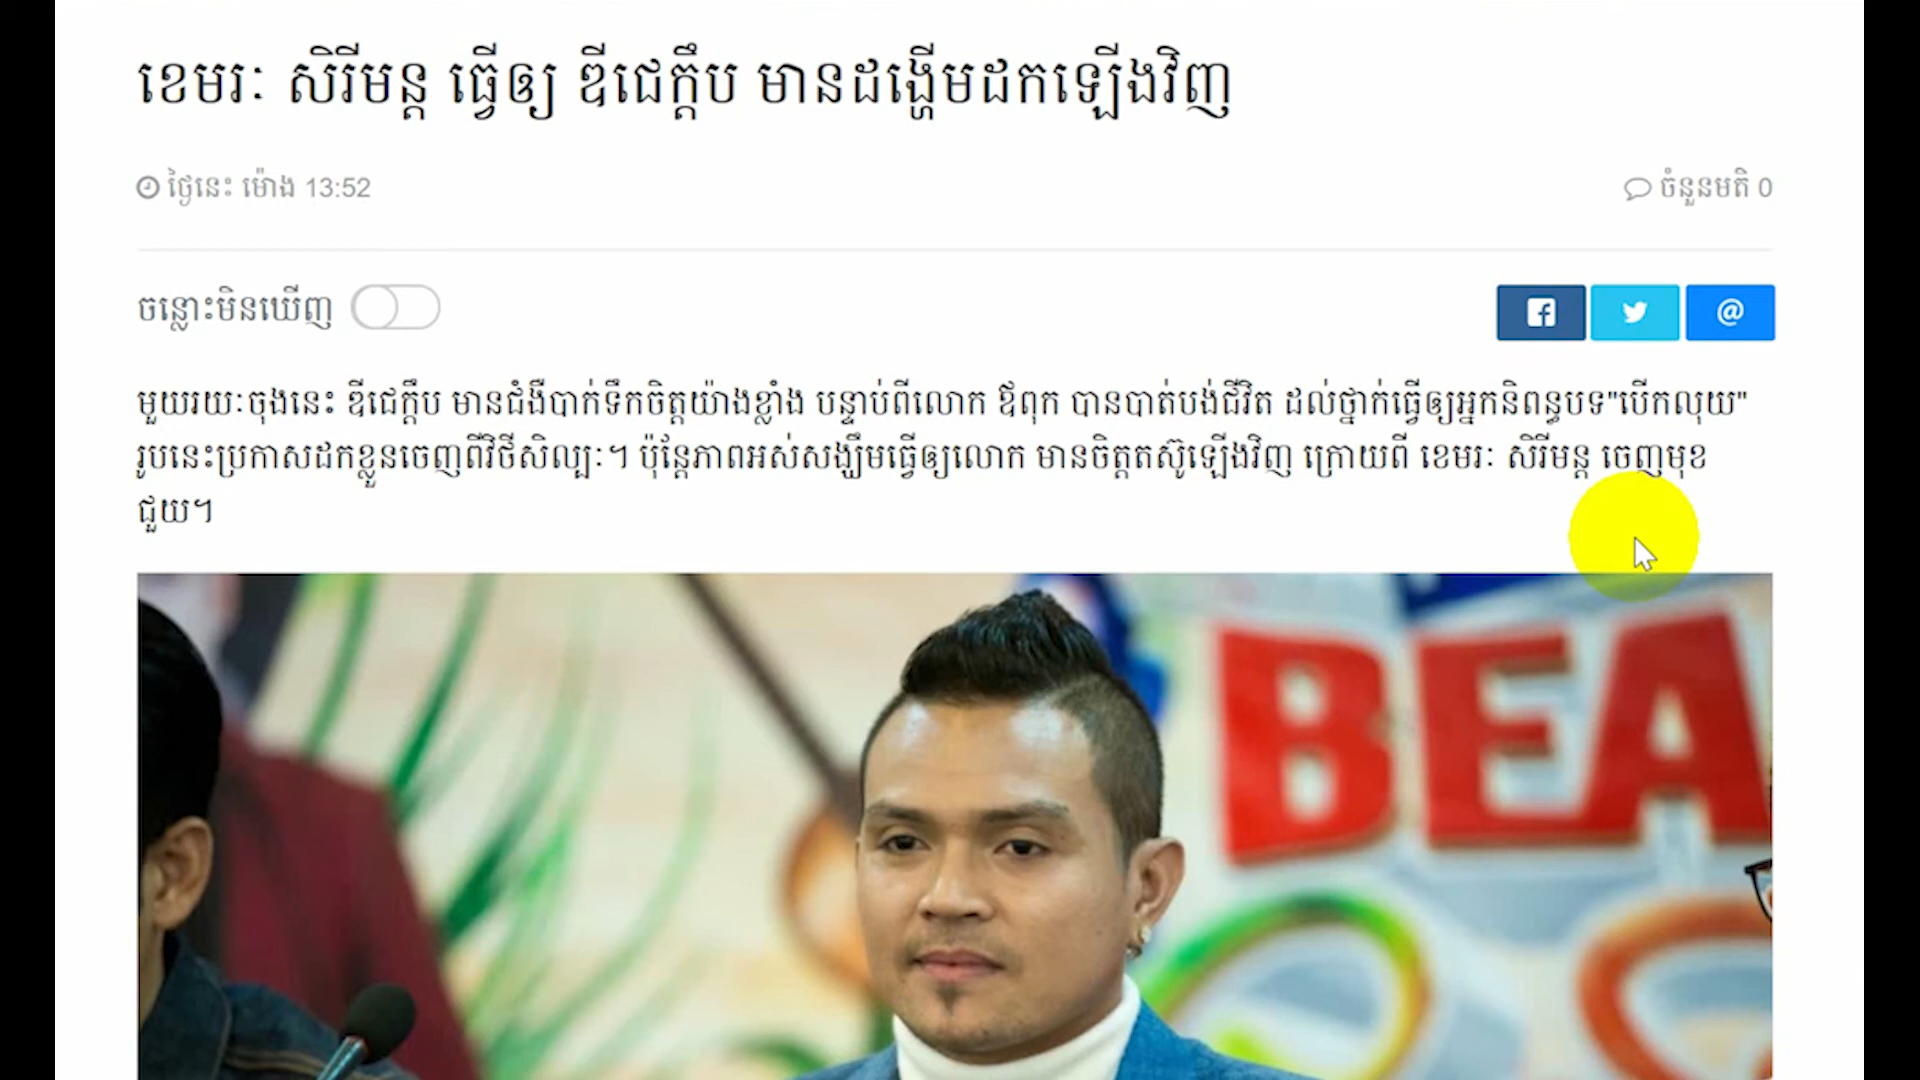 ខេមរៈ សិរីមន្ត ធ្វើឲ្យ ឌីជេក្តឹប មានដង្ហើមដកឡើងវិញ
ថ្ងៃនេះ ម៉ោង 13:52
ចំនួនមតិ 0
ចន្លោះមិនឃើញ
មួយរយៈចុងនេះ ឌីជេក្តឹប មានជំងឺបាក់ទឹកចិត្តយ៉ាងខ្លាំង បន្ទាប់ពីលោក ឪពុក បានបាត់បង់ជីវិត ដល់ថ្នាក់ធ្វើឲ្យអ្នកនិពន្ធបទ"បើកលុយ"
រូបនេះប្រកាសដកខ្លួនចេញពីវិថីសិល្បៈ។ ប៉ុន្តែភាពអស់សង្ឃឹមធ្វើឲ្យលោក មានចិត្តតស៊ូឡើងវិញ ក្រោយពី ខេមរៈ សិរីមន្ត ចេញមុខ
ជួយ។
BEA